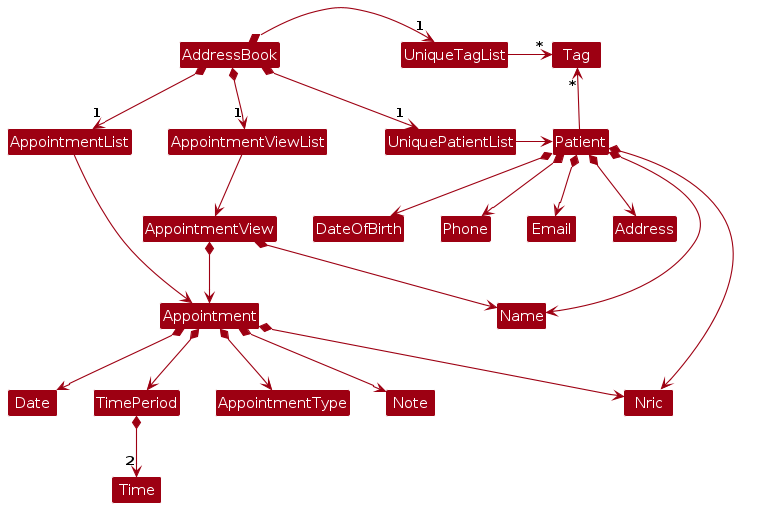 1
AddressBook
UniqueTagList
*
Tag
*
1
1
1
AppointmentList
AppointmentViewList
UniquePatientList
Patient
AppointmentView
DateOfBirth
Phone
Email
Address
Appointment
Name
Date
TimePeriod
AppointmentType
Note
Nric
2
Time